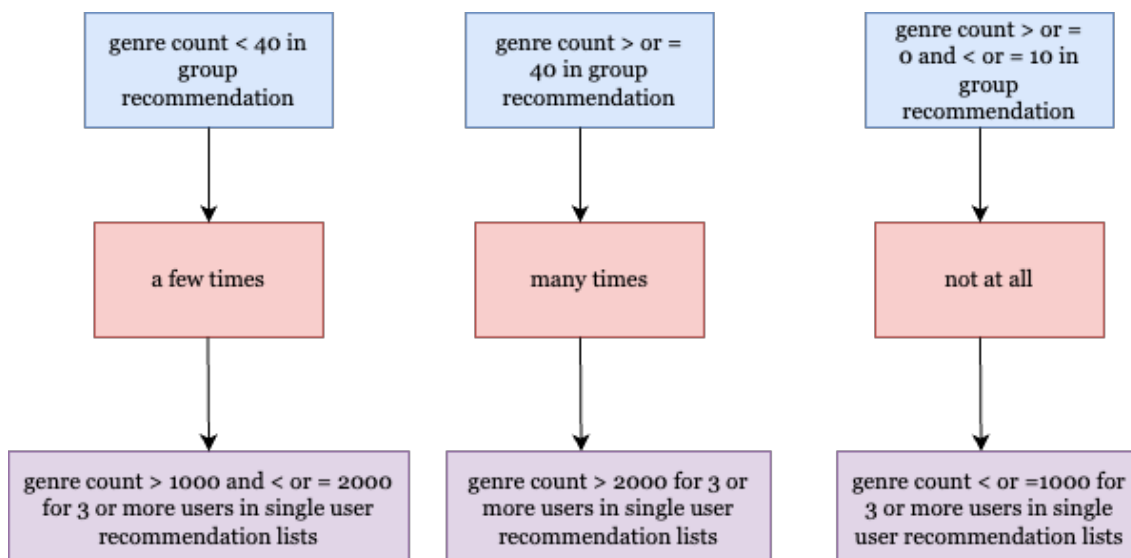 genre count < 40 in
group
recommendation
genre count > or =
40 in group
recommendation
genre count > or =
0 and < or = 10 in
group
recommendation
a few times
many times
not at all
genre count > 1000 and < or = 2000
for 3 or more users in single user
recommendation lists
genre count > 2000 for 3 or
more users in single user
recommendation lists
genre count < or =1000 for
3 or more users in single
user recommendation lists